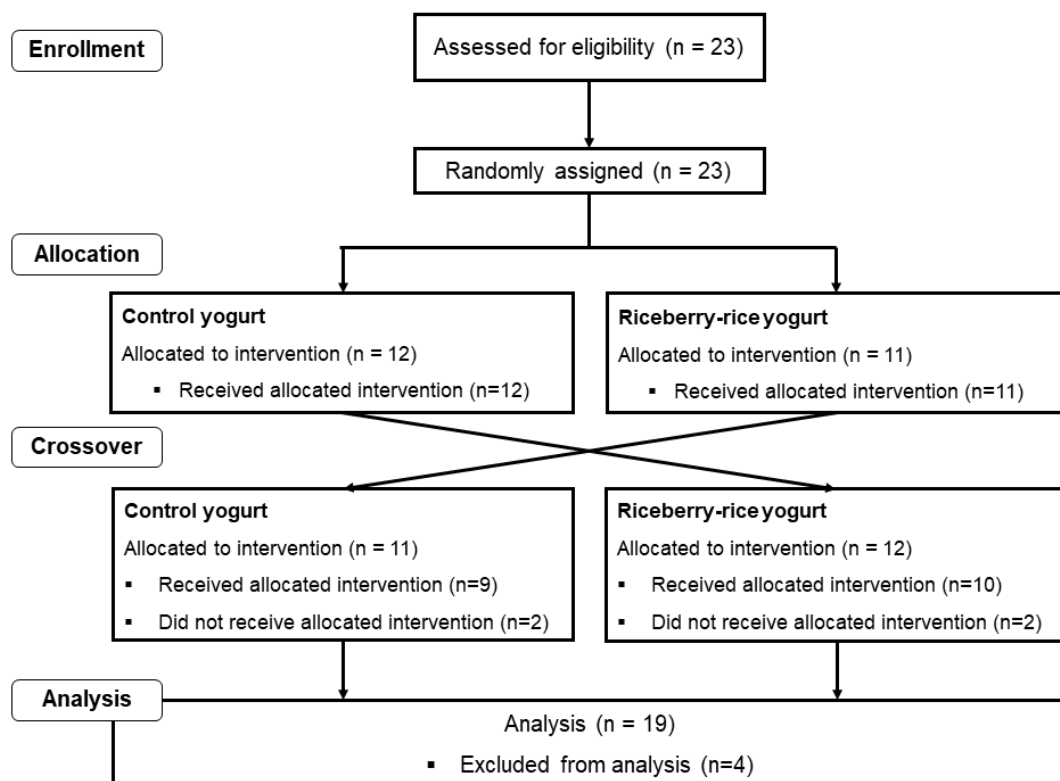 Enrollment
Assessed for eligibility (n = 23)
Randomly assigned (n = 23)
Allocation
Control yogurt
Allocated to intervention (n = 12)
▪ Received allocated intervention (n=12)
Riceberry-rice yogurt
Allocated to intervention (n = 11)
▪ Received allocated intervention (n=11)
Crossover
Control yogurt
Allocated to intervention (n = 11)
▪ Received allocated intervention (n=9)
▪ Did not receive allocated intervention (n=2)
Riceberry-rice yogurt
Allocated to intervention (n = 12)
▪ Received allocated intervention (n=10)
▪ Did not receive allocated intervention (n=2)
Analysis
Analysis (n = 19)
▪ Excluded from analysis (n=4)